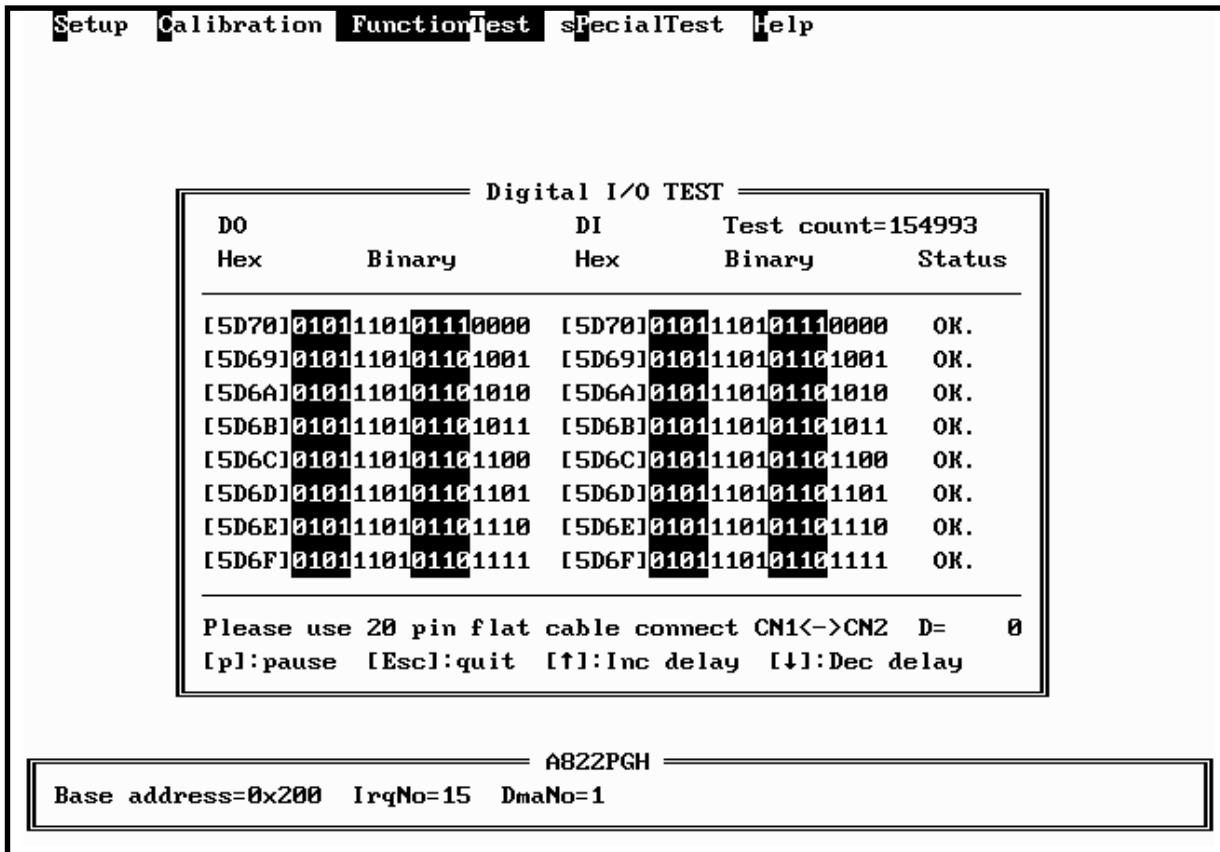 Setup Calibration FunctionTest sPecialTest Help
Digital I/O TEST
DO DI Test count=154993
Hex Binary Hex Binary Status
[5D70]0101110101110000 [5D70]0101110101110000 OK.
[5D69]0101110101101001 [5D69]0101110101101001 OK.
[5D6A]0101110101101010 [5D6A]0101110101101010 OK.
[5D6B]0101110101101011 [5D6B]0101110101101011 OK.
[5D6C]0101110101101100 [5D6C]0101110101101100 OK.
[5D6D]0101110101101101 [5D6D]0101110101101101 OK.
[5D6E]0101110101101110 [5D6E]0101110101101110 OK.
[5D6F]0101110101101111 [5D6F]0101110101101111 OK.
Please use 20 pin flat cable connect CN1<->CN2 D= 0
[p]:pause [Esc]:quit [↑]:Inc delay [↓]:Dec delay
A822PGH
Base address=0x200 IrqNo=15 DmaNo=1